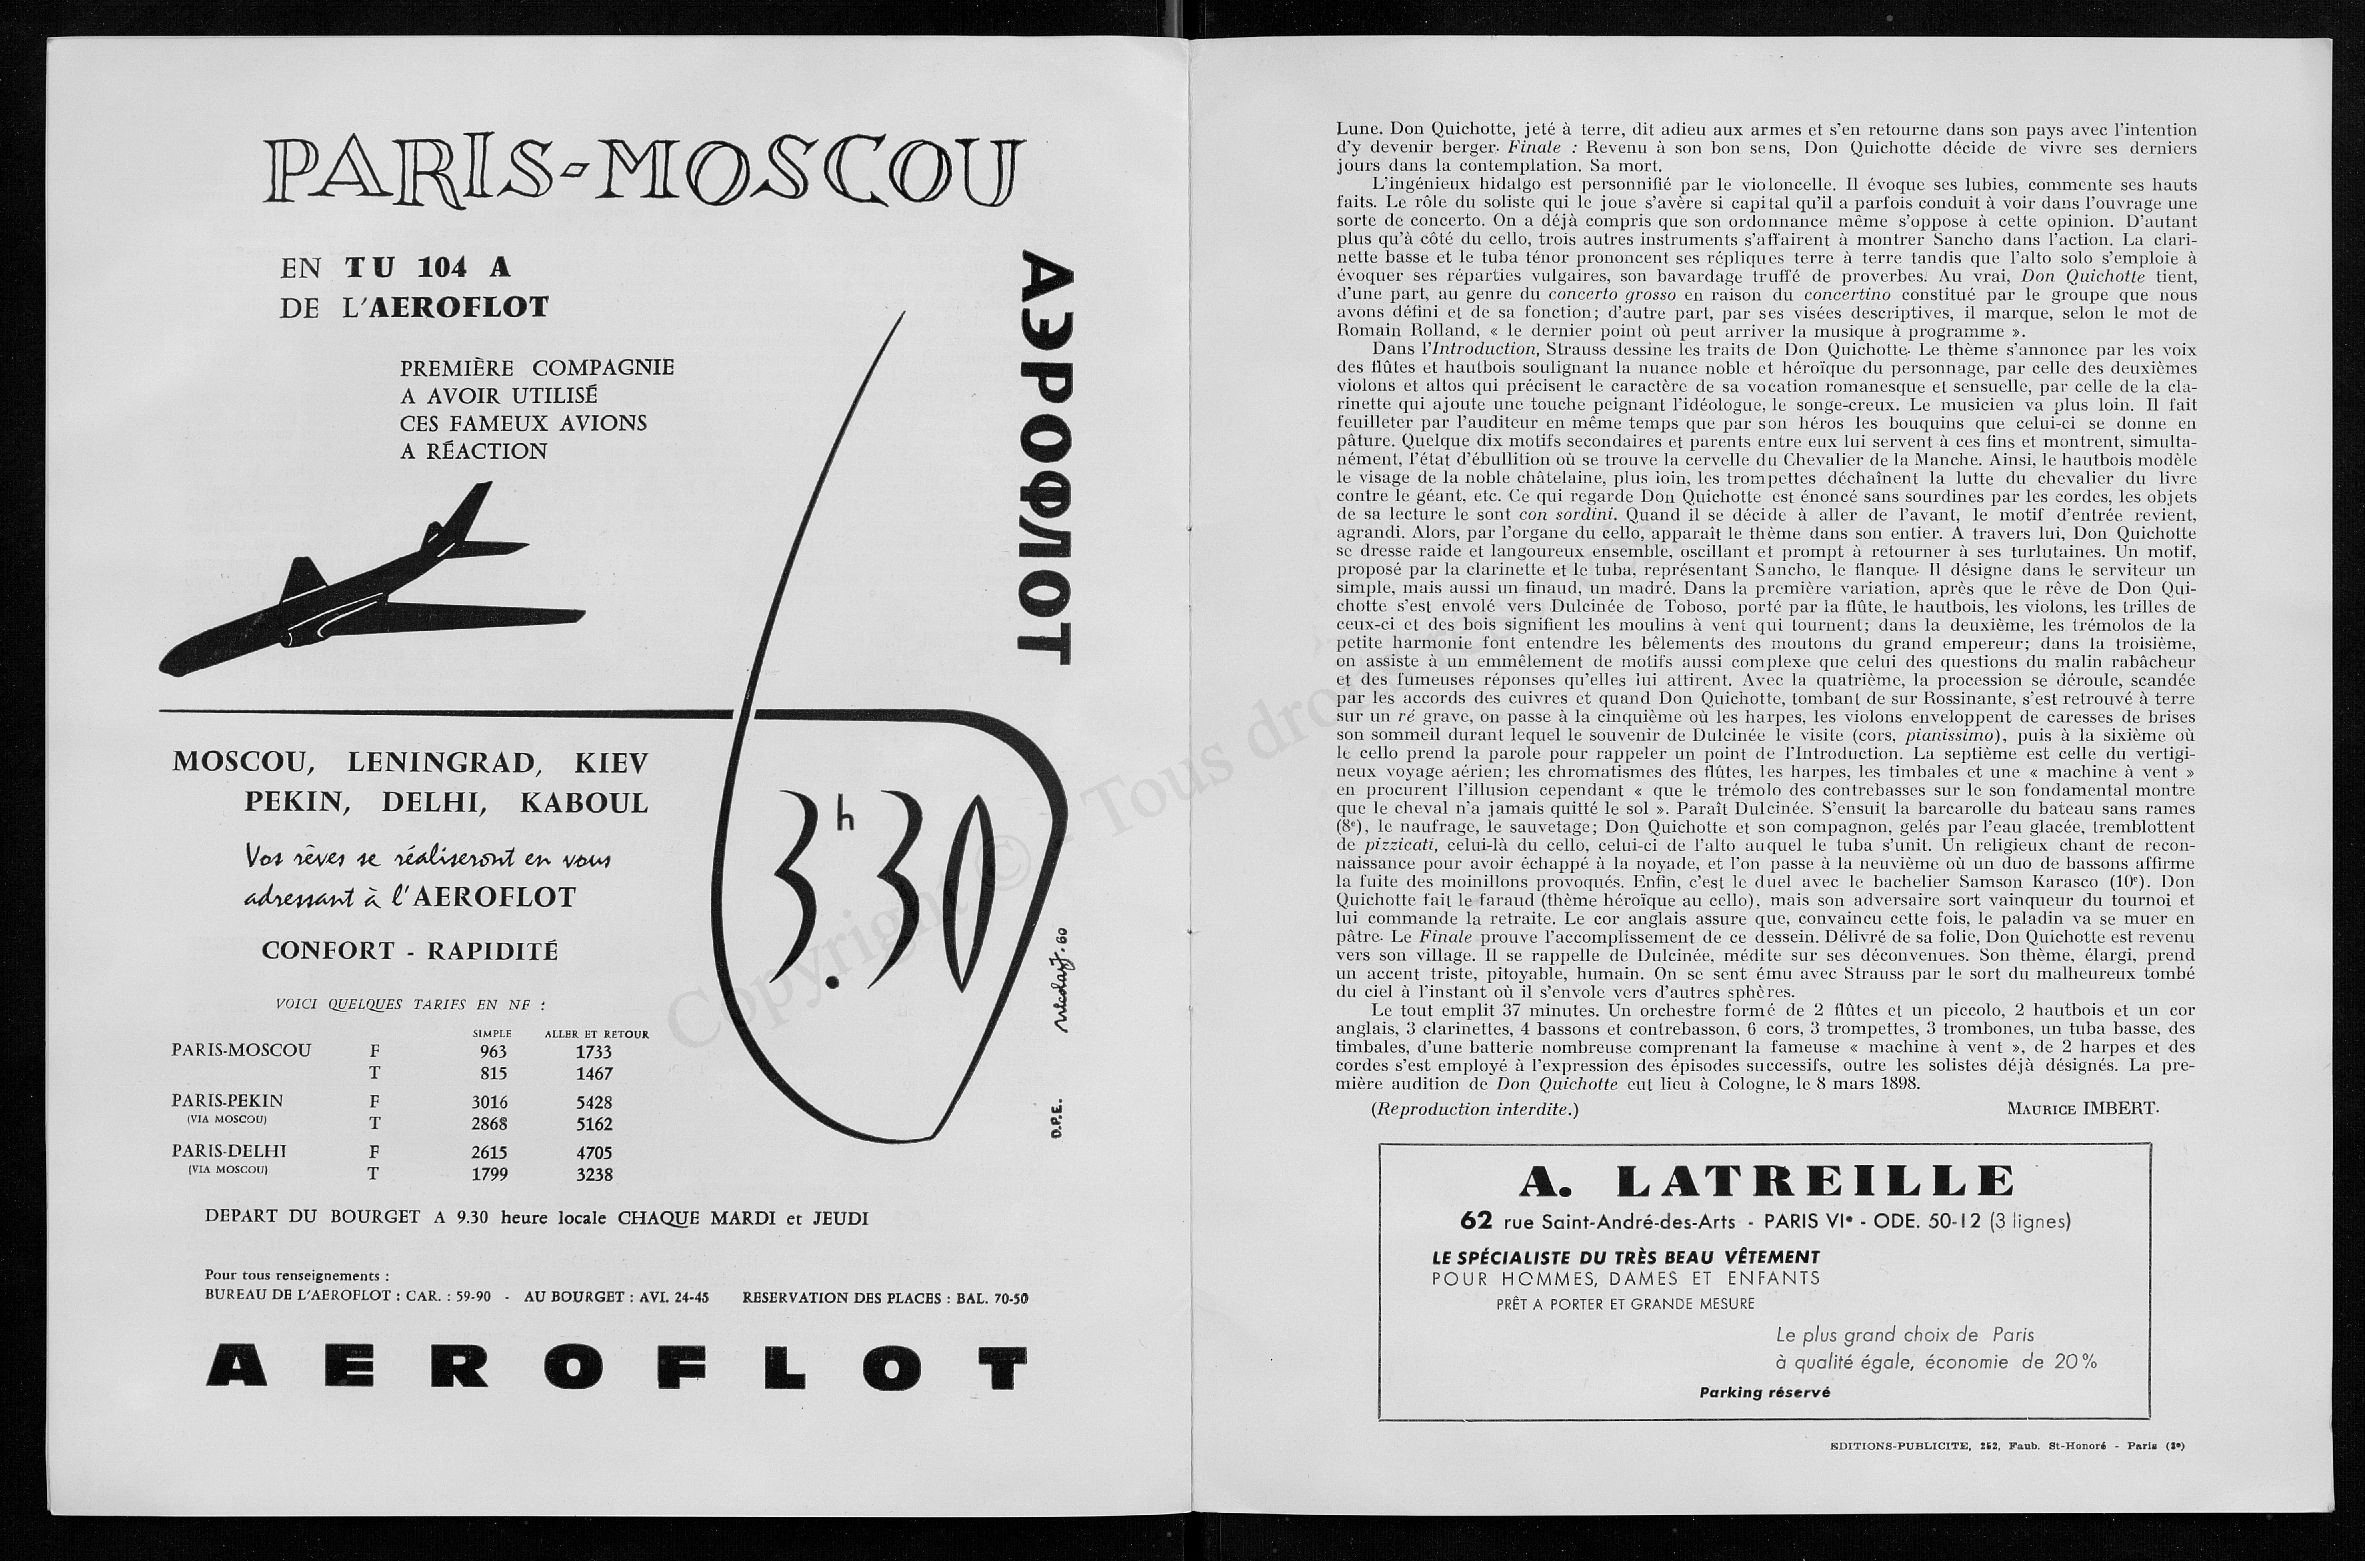 PARIS-MOSCOU
EN TU 104 A
DE L'AEROFLOT
PREMIÈRE COMPAGNIE
A AVOIR UTILISÉ
CES FAMEUX AVIONS
A RÉACTION
АЭРОФЛОТ
MOSCOU, LENINGRAD, KIEV
PEKIN, DELHI, KABOUL
Vos rêves se réaliseront en vous
adressant à l'AEROFLOT
CONFORT - RAPIDITÉ
3h.30
nicolary.60
D.P.E.
VOICI QUELQUES TARIFS EN NF :
SIMPLE ALLER ET RETOUR
PARIS-MOSCOU F 963 1733
T 815 1467
PARIS-PEKIN F 3016 5428
(VIA MOSCOU) T 2868 5162
PARIS-DELHI F 2615 4705
(VIA MOSCOU) T 1799 3238
DEPART DU BOURGET A 9.30 heure locale CHAQUE MARDI et JEUDI
Pour tous renseignements :
BUREAU DE L'AEROFLOT : CAR. : 59-90 - AU BOURGET : AVI. 24-45 RESERVATION DES PLACES : BAL. 70-50
AEROFLOT
Lune. Don Quichotte, jeté à terre, dit adieu aux armes et s'en retourne dans son pays avec l'intention
d'y devenir berger. Finale : Revenu à son bon sens, Don Quichotte décide de vivre ses derniers
jours dans la contemplation. Sa mort.
L'ingénieux hidalgo est personnifié par le violoncelle. Il évoque ses lubies, commente ses hauts
faits. Le rôle du soliste qui le joue s'avère si capital qu'il a parfois conduit à voir dans l'ouvrage une
sorte de concerto. On a déjà compris que son ordonnance même s'oppose à cette opinion. D'autant
plus qu'à côté du cello, trois autres instruments s'affairent à montrer Sancho dans l'action. La clari-
nette basse et le tuba ténor prononcent ses répliques terre à terre tandis que l'alto solo s'emploie à
évoquer ses réparties vulgaires, son bavardage truffé de proverbes. Au vrai, Don Quichotte tient,
d'une part, au genre du concerto grosso en raison du concertino constitué par le groupe que nous
avons défini et de sa fonction; d'autre part, par ses visées descriptives, il marque, selon le mot de
Romain Rolland, « le dernier point où peut arriver la musique à programme ».
Dans l'Introduction, Strauss dessine les traits de Don Quichotte. Le thème s'annonce par les voix
des flûtes et hautbois soulignant la nuance noble et héroïque du personnage, par celle des deuxièmes
violons et altos qui précisent le caractère de sa vocation romanesque et sensuelle, par celle de la cla-
rinette qui ajoute une touche peignant l'idéologue, le songe-creux. Le musicien va plus loin. Il fait
feuilleter par l'auditeur en même temps que par son héros les bouquins que celui-ci se donne en
pâture. Quelque dix motifs secondaires et parents entre eux lui servent à ces fins et montrent, simulta-
nément, l'état d'ébullition où se trouve la cervelle du Chevalier de la Manche. Ainsi, le hautbois modèle
le visage de la noble châtelaine, plus loin, les trompettes déchaînent la lutte du chevalier du livre
contre le géant, etc. Ce qui regarde Don Quichotte est énoncé sans sourdines par les cordes, les objets
de sa lecture le sont con sordini. Quand il se décide à aller de l'avant, le motif d'entrée revient,
agrandi. Alors, par l'organe du cello, apparaît le thème dans son entier. A travers lui, Don Quichotte
se dresse raide et langoureux ensemble, oscillant et prompt à retourner à ses turlutaines. Un motif,
proposé par la clarinette et le tuba, représentant Sancho, le flanque. Il désigne dans le serviteur un
simple, mais aussi un finaud, un madré. Dans la première variation, après que le rêve de Don Qui-
chotte s'est envolé vers Dulcinée de Toboso, porté par la flûte, le hautbois, les violons, les trilles de
ceux-ci et des bois signifient les moulins à vent qui tournent; dans la deuxième, les trémolos de la
petite harmonie font entendre les bêlements des moutons du grand empereur; dans la troisième,
on assiste à un emmêlement de motifs aussi complexe que celui des questions du malin rabâcheur
et des fumeuses réponses qu'elles lui attirent. Avec la quatrième, la procession se déroule, scandée
par les accords des cuivres et quand Don Quichotte, tombant de sur Rossinante, s'est retrouvé à terre
sur un ré grave, on passe à la cinquième où les harpes, les violons enveloppent de caresses de brises
son sommeil durant lequel le souvenir de Dulcinée le visite (cors, pianissimo), puis à la sixième où
le cello prend la parole pour rappeler un point de l'Introduction. La septième est celle du vertigi-
neux voyage aérien; les chromatismes des flûtes, les harpes, les timbales et une « machine à vent »
en procurent l'illusion cependant « que le trémolo des contrebasses sur le son fondamental montre
que le cheval n'a jamais quitté le sol ». Paraît Dulcinée. S'ensuit la barcarolle du bateau sans rames
(8e), le naufrage, le sauvetage; Don Quichotte et son compagnon, gelés par l'eau glacée, tremblottent
de pizzicati, celui-là du cello, celui-ci de l'alto auquel le tuba s'unit. Un religieux chant de recon-
naissance pour avoir échappé à la noyade, et l'on passe à la neuvième où un duo de bassons affirme
la fuite des moinillons provoqués. Enfin, c'est le duel avec le bachelier Samson Karasco (10e). Don
Quichotte fait le faraud (thème héroïque au cello), mais son adversaire sort vainqueur du tournoi et
lui commande la retraite. Le cor anglais assure que, convaincu cette fois, le paladin va se muer en
pâtre. Le Finale prouve l'accomplissement de ce dessein. Délivré de sa folie, Don Quichotte est revenu
vers son village. Il se rappelle de Dulcinée, médite sur ses déconvenues. Son thème, élargi, prend
un accent triste, pitoyable, humain. On se sent ému avec Strauss par le sort du malheureux tombé
du ciel à l'instant où il s'envole vers d'autres sphères.
Le tout emplit 37 minutes. Un orchestre formé de 2 flûtes et un piccolo, 2 hautbois et un cor
anglais, 3 clarinettes, 4 bassons et contrebasson, 6 cors, 3 trompettes, 3 trombones, un tuba basse, des
timbales, d'une batterie nombreuse comprenant la fameuse « machine à vent », de 2 harpes et des
cordes s'est employé à l'expression des épisodes successifs, outre les solistes déjà désignés. La pre-
mière audition de Don Quichotte eut lieu à Cologne, le 8 mars 1898.
(Reproduction interdite.) MAURICE IMBERT.
A. LATREILLE
62 rue Saint-André-des-Arts - PARIS VIe - ODE. 50-12 (3 lignes)
LE SPÉCIALISTE DU TRÈS BEAU VÊTEMENT
POUR HOMMES, DAMES ET ENFANTS
PRÊT A PORTER ET GRANDE MESURE
Le plus grand choix de Paris
à qualité égale, économie de 20%
Parking réservé
EDITIONS-PUBLICITE, 252, Faub. St-Honoré - Paris (8e)